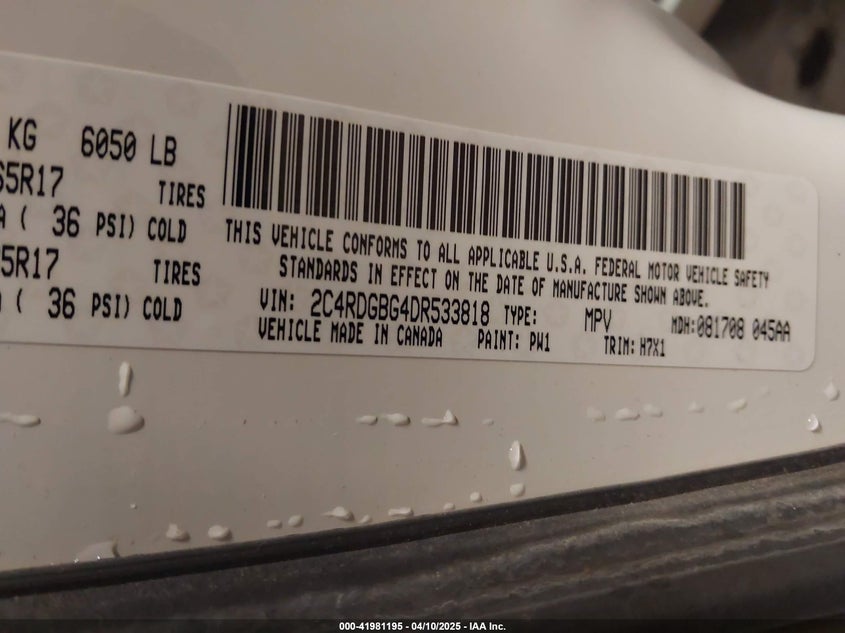 KG 6050 LB
65R17 TIRES
A ( 36 PSI) COLD
5R17 TIRES
( 36 PSI) COLD
THIS VEHICLE CONFORMS TO ALL APPLICABLE U.S.A. FEDERAL MOTOR VEHICLE SAFETY
STANDARDS IN EFFECT ON THE DATE OF MANUFACTURE SHOWN ABOVE.
VIN: 2C4RDGBG4DR533818 TYPE: MPV MDH:081708 045AA
VEHICLE MADE IN CANADA PAINT: PW1 TRIM: H7X1
000-41981195 - 04/10/2025 - IAA Inc.